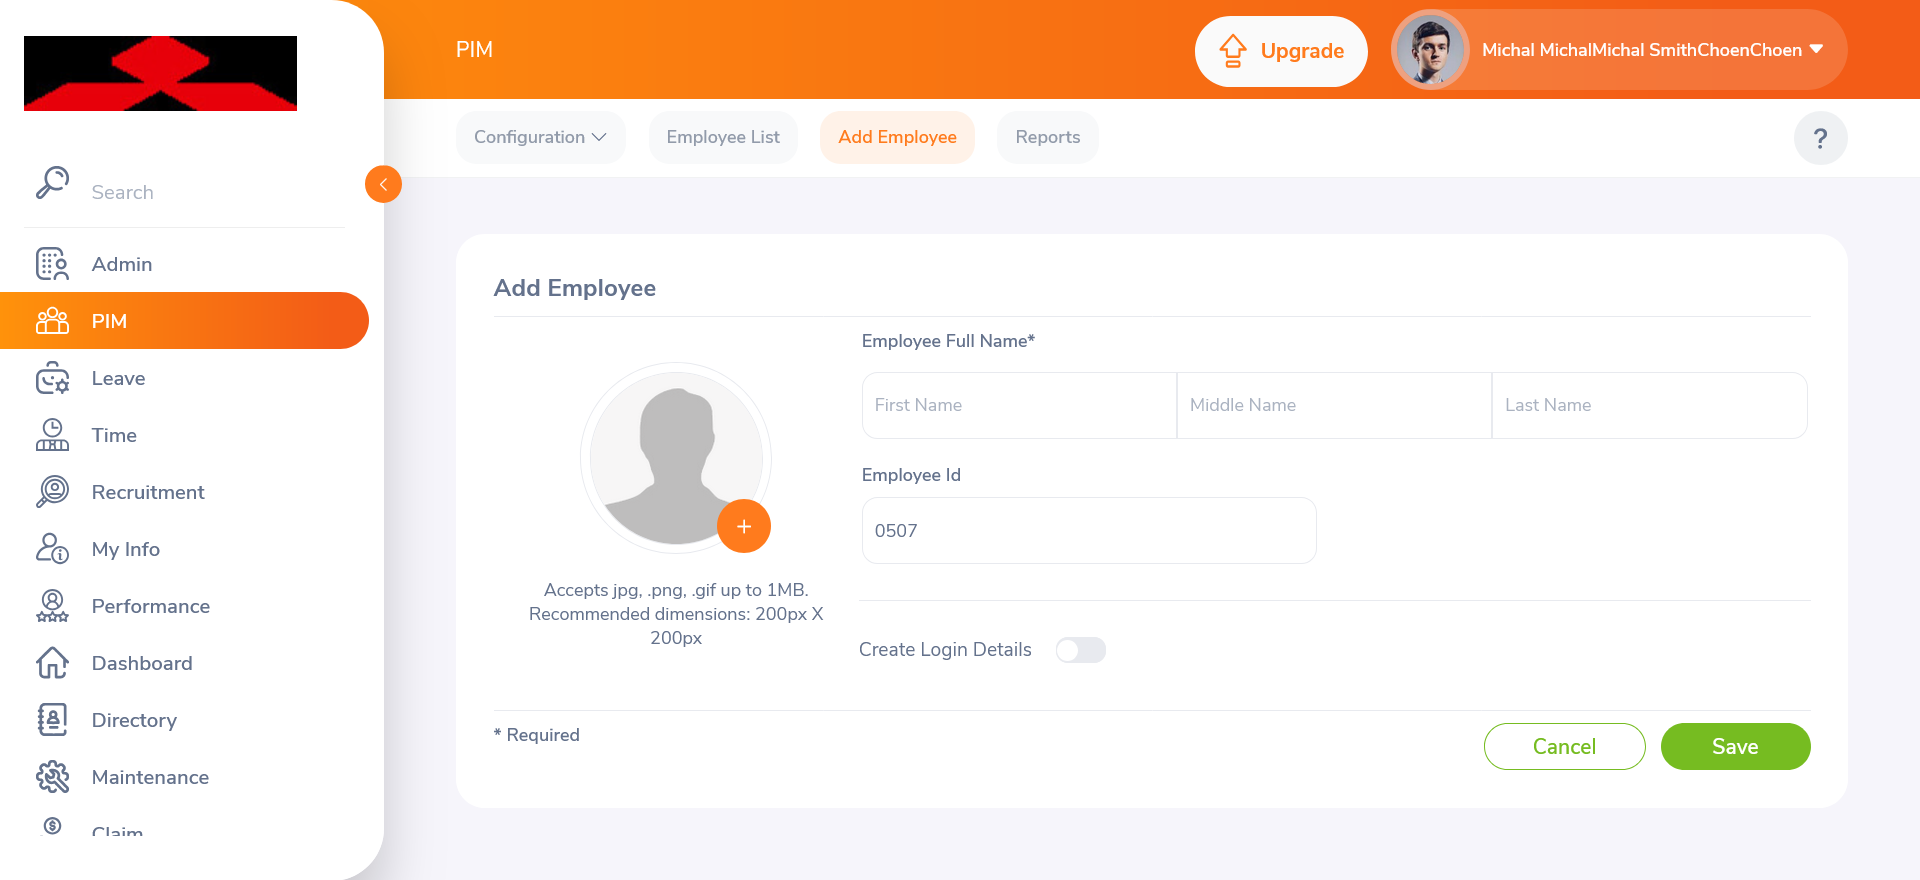 PIM
Upgrade
Michal MichalMichal SmithChoenChoen
Configuration
Employee List
Add Employee
Reports
?
Search
Admin
PIM
Leave
Time
Recruitment
My Info
Performance
Dashboard
Directory
Maintenance
Claim
Add Employee
Employee Full Name*
First Name
Middle Name
Last Name
Employee Id
0507
Accepts jpg, .png, .gif up to 1MB.
Recommended dimensions: 200px X
200px
Create Login Details
* Required
Cancel
Save